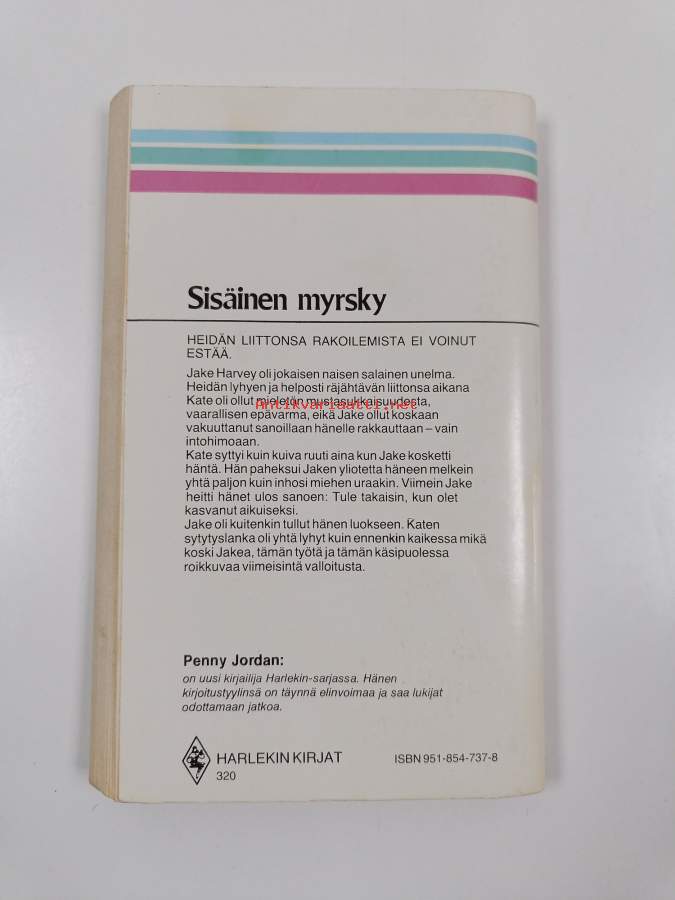 Sisäinen myrsky
HEIDÄN LIITTONSA RAKOILEMISTA EI VOINUT
ESTÄÄ.
Jake Harvey oli jokaisen naisen salainen unelma.
Heidän lyhyen ja helposti räjähtävän liittonsa aikana
Kate oli ollut mieletön mustasukkaisuudesta,
Antikvariaatti.net
vaarallisen epävarma, eikä Jake ollut koskaan
vakuuttanut sanoillaan hänelle rakkauttaan – vain
intohimoaan.
Kate syttyi kuin kuiva ruuti aina kun Jake kosketti
häntä. Hän paheksui Jaken yliotetta häneen melkein
yhtä paljon kuin inhosi miehen uraakin. Viimein Jake
heitti hänet ulos sanoen: Tule takaisin, kun olet
kasvanut aikuiseksi.
Jake oli kuitenkin tullut hänen luokseen. Katen
sytytyslanka oli yhtä lyhyt kuin ennenkin kaikessa mikä
koski Jakea, tämän työtä ja tämän käsipuolessa
roikkuvaa viimeisintä valloitusta.
Penny Jordan:
on uusi kirjailija Harlekin-sarjassa. Hänen
kirjoitustyylinsä on täynnä elinvoimaa ja saa lukijat
odottamaan jatkoa.
HARLEKIN KIRJAT
320
ISBN 951-854-737-8